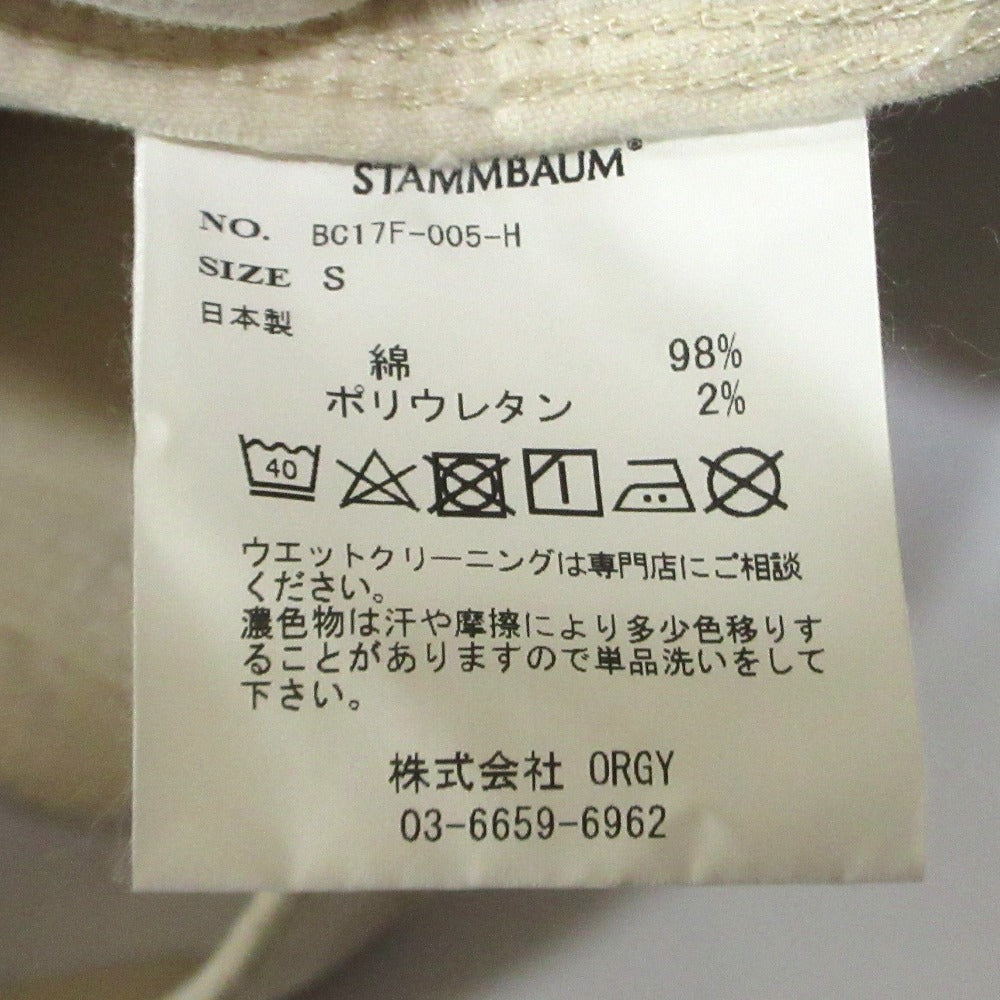 STAMMBAUM®
NO. BC17F-005-H
SIZE S
日本製
綿 98%
ポリウレタン 2%
40
ウエットクリーニングは専門店にご相談
ください。
濃色物は汗や摩擦により多少色移りす
ることがありますので単品洗いをして
下さい。
株式会社 ORGY
03-6659-6962